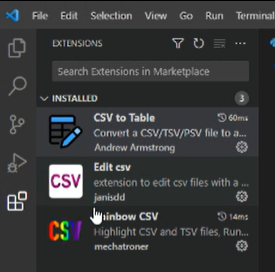 File Edit Selection View Go Run Terminal
EXTENSIONS
Search Extensions in Marketplace
INSTALLED 3
CSV to Table 60ms
Convert a CSV/TSV/PSV file to a...
Andrew Armstrong
CSV
Edit csv
extension to edit csv files with a ...
janisdd
CSV
Rainbow CSV 14ms
Highlight CSV and TSV files, Run...
mechatroner